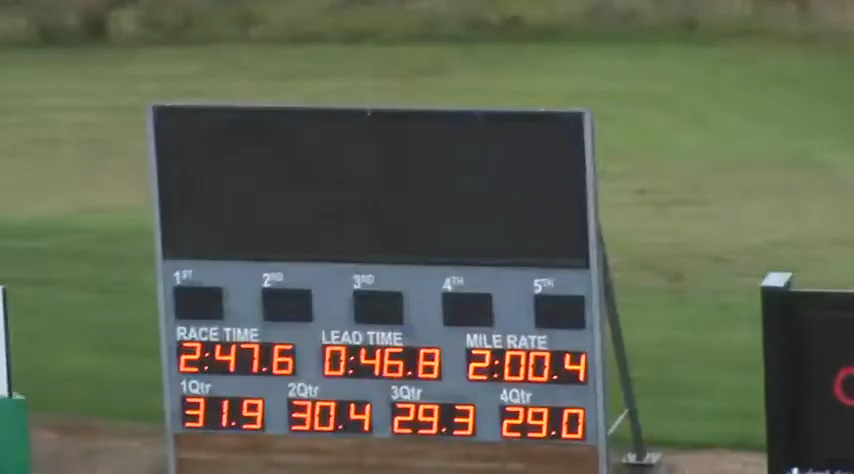 1ST 2ND 3RD 4TH 5TH
RACE TIME LEAD TIME MILE RATE
2:47.6 0:46.8 2:00.4
1Qtr 2Qtr 3Qtr 4Qtr
31.9 30.4 29.3 29.0